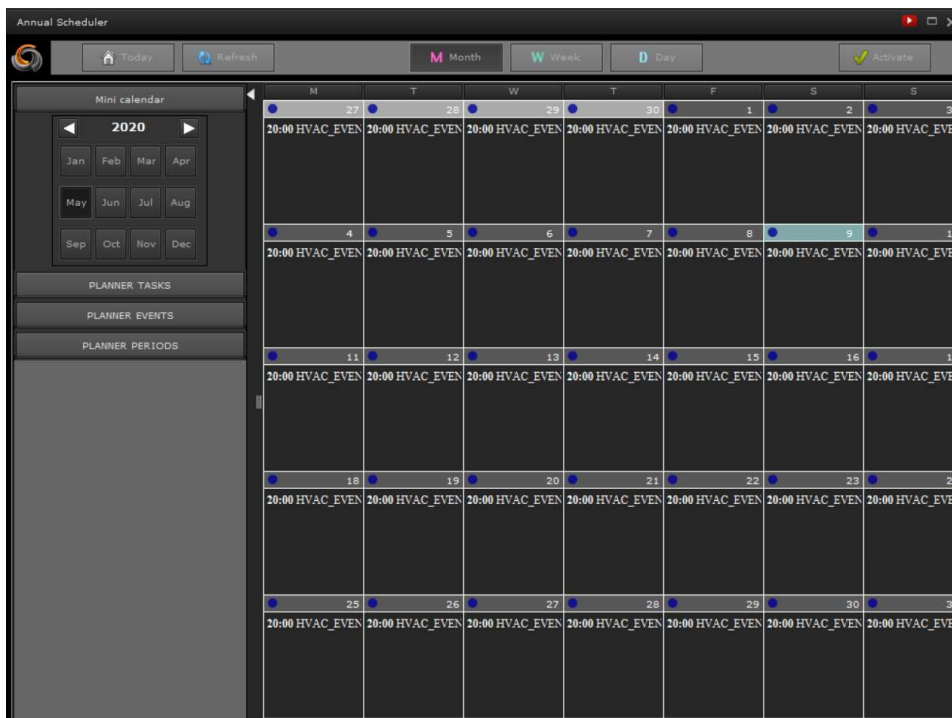 Annual Scheduler
Today Refresh M Month W Week D Day Activate
Mini calendar
2020
Jan Feb Mar Apr
May Jun Jul Aug
Sep Oct Nov Dec
PLANNER TASKS
PLANNER EVENTS
PLANNER PERIODS
M T W T F S S
27 28 29 30 1 2 3
20:00 HVAC_EVEN 20:00 HVAC_EVEN 20:00 HVAC_EVEN 20:00 HVAC_EVEN 20:00 HVAC_EVEN 20:00 HVAC_EVEN 20:00 HVAC_EVE
4 5 6 7 8 9 1
20:00 HVAC_EVEN 20:00 HVAC_EVEN 20:00 HVAC_EVEN 20:00 HVAC_EVEN 20:00 HVAC_EVEN 20:00 HVAC_EVEN 20:00 HVAC_EVE
11 12 13 14 15 16 1
20:00 HVAC_EVEN 20:00 HVAC_EVEN 20:00 HVAC_EVEN 20:00 HVAC_EVEN 20:00 HVAC_EVEN 20:00 HVAC_EVEN 20:00 HVAC_EVE
18 19 20 21 22 23 2
20:00 HVAC_EVEN 20:00 HVAC_EVEN 20:00 HVAC_EVEN 20:00 HVAC_EVEN 20:00 HVAC_EVEN 20:00 HVAC_EVEN 20:00 HVAC_EVE
25 26 27 28 29 30 3
20:00 HVAC_EVEN 20:00 HVAC_EVEN 20:00 HVAC_EVEN 20:00 HVAC_EVEN 20:00 HVAC_EVEN 20:00 HVAC_EVEN 20:00 HVAC_EVE